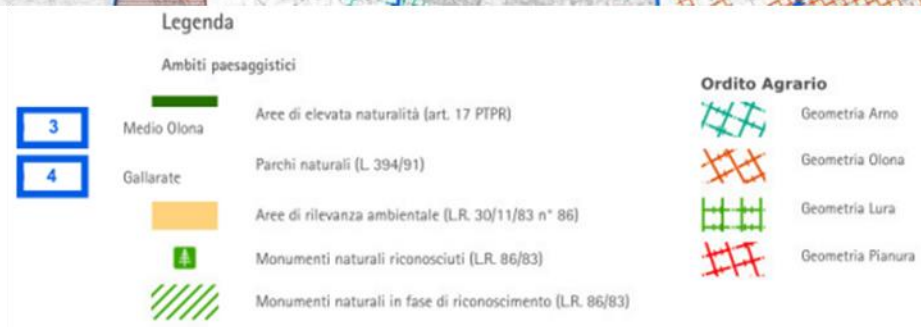 Legenda
Ambiti paesaggistici
3 Medio Olona
4 Gallarate
Aree di elevata naturalità (art. 17 PTPR)
Parchi naturali (L. 394/91)
Aree di rilevanza ambientale (L.R. 30/11/83 n° 86)
Monumenti naturali riconosciuti (L.R. 86/83)
Monumenti naturali in fase di riconoscimento (L.R. 86/83)
Ordito Agrario
Geometria Arno
Geometria Olona
Geometria Lura
Geometria Pianura